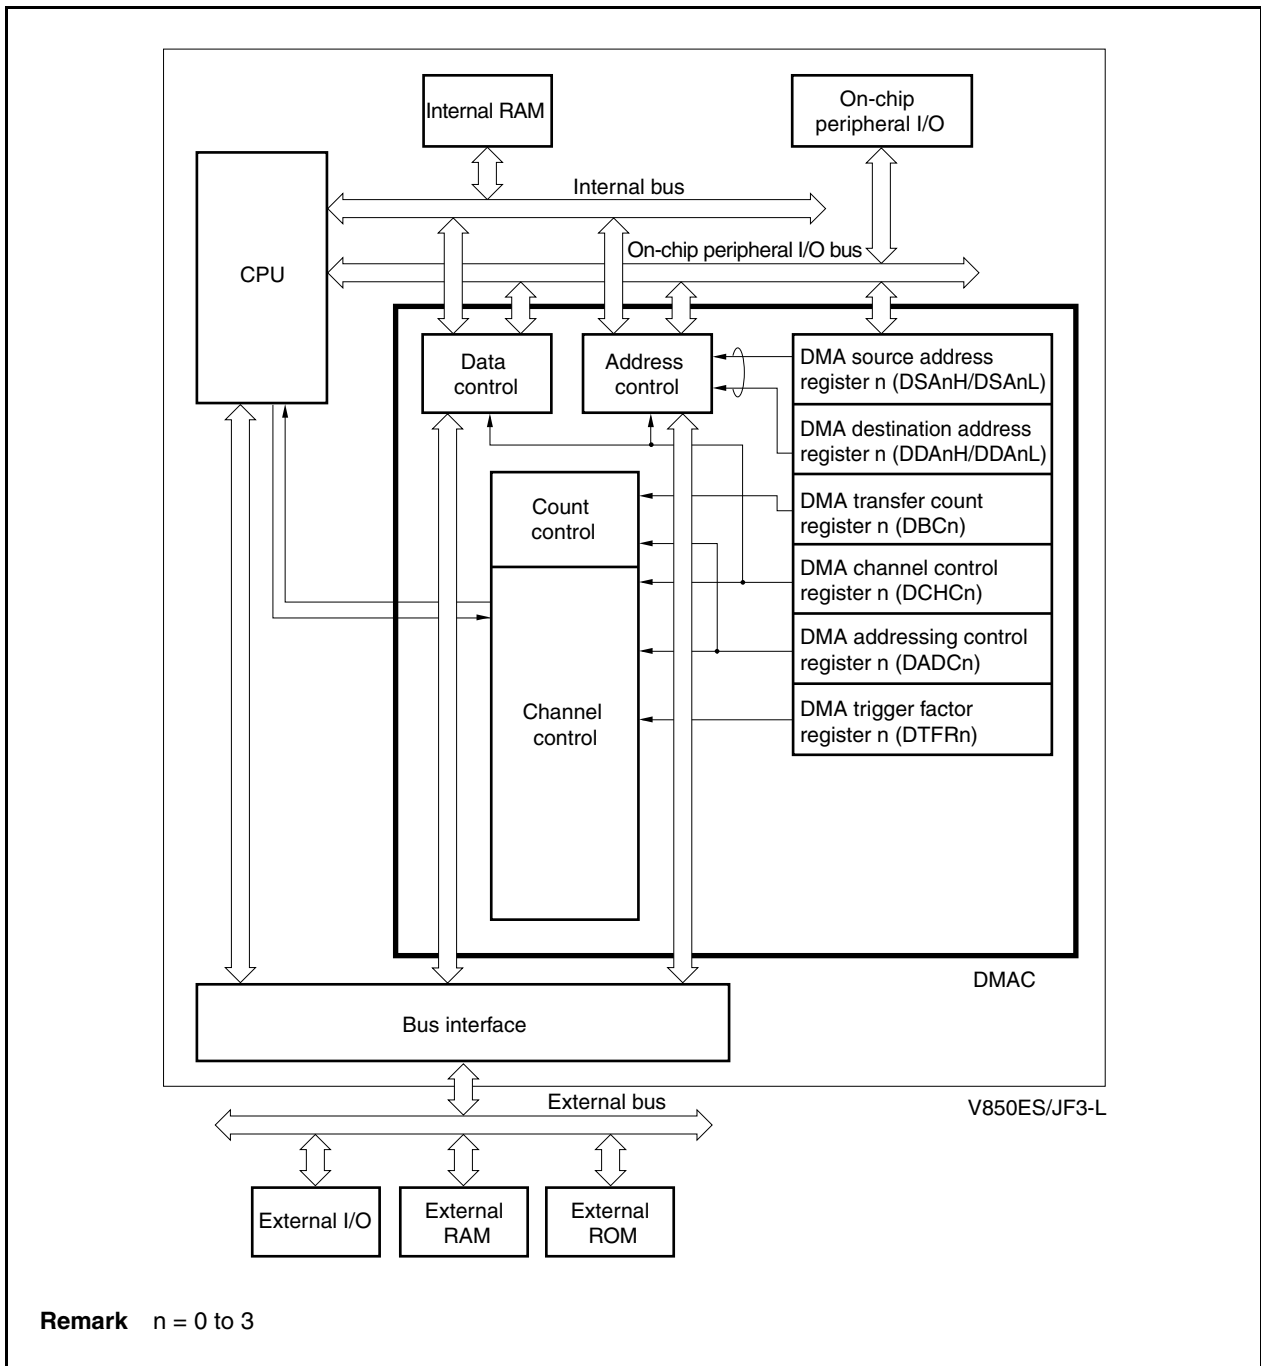 Internal RAM
On-chip
peripheral I/O
Internal bus
On-chip peripheral I/O bus
CPU
Data
control
Address
control
DMA source address
register n (DSAnH/DSAnL)
DMA destination address
register n (DDAnH/DDAnL)
Count
control
DMA transfer count
register n (DBCn)
DMA channel control
register n (DCHCn)
DMA addressing control
register n (DADCn)
Channel
control
DMA trigger factor
register n (DTFRn)
DMAC
Bus interface
External bus
V850ES/JF3-L
External I/O
External
RAM
External
ROM
Remark n = 0 to 3